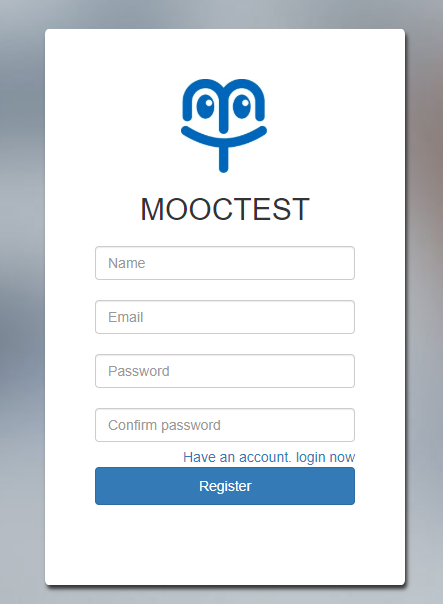 MOOCTEST
Name
Email
Password
Confirm password
Have an account. login now
Register